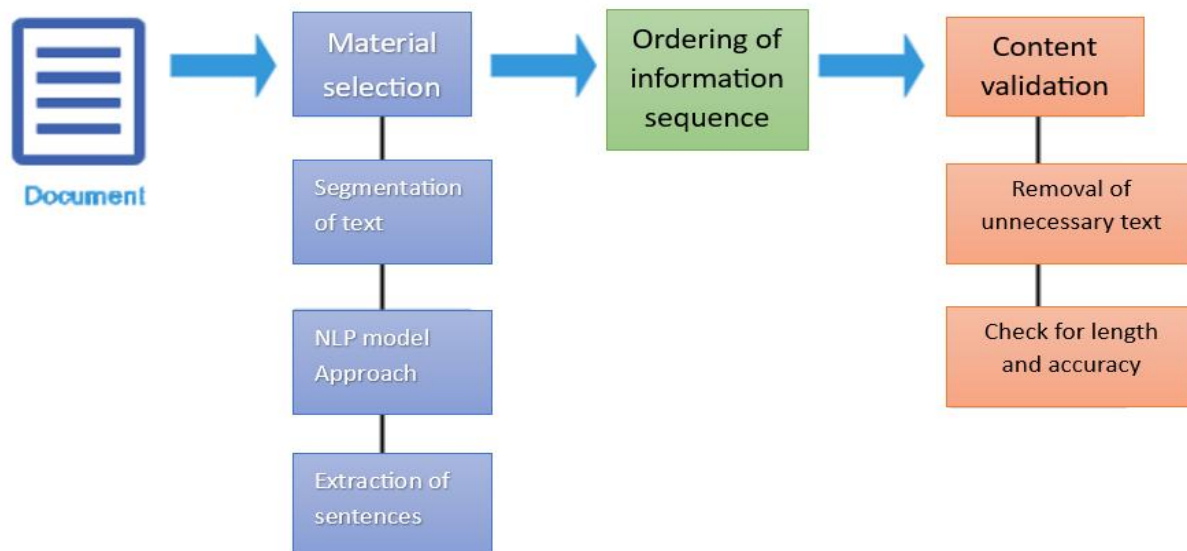 Document
Material
selection
Segmentation
of text
NLP model
Approach
Extraction of
sentences
Ordering of
information
sequence
Content
validation
Removal of
unnecessary text
Check for length
and accuracy